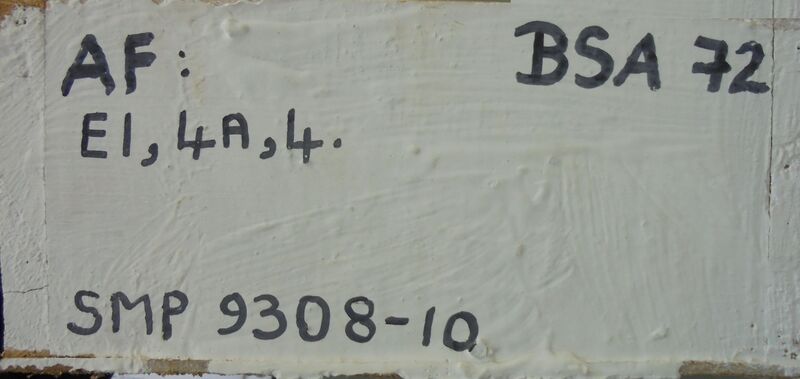 AF: BSA 72
E1, 4A, 4.
SMP 9308-10